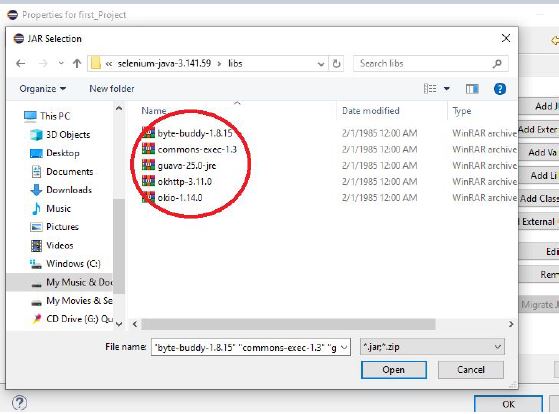 Properties for first_Project
JAR Selection
« selenium-java-3.141.59 > libs
Search libs
Organize
New folder
Name
Date modified
Type
This PC
3D Objects
Desktop
Documents
Downloads
Music
Pictures
Videos
Windows (C:)
My Music & Doc
My Movies & Se
CD Drive (G:) Qu
byte-buddy-1.8.15 2/1/1985 12:00 AM WinRAR archive
commons-exec-1.3 2/1/1985 12:00 AM WinRAR archive
guava-25.0-jre 2/1/1985 12:00 AM WinRAR archive
okhttp-3.11.0 2/1/1985 12:00 AM WinRAR archive
okio-1.14.0 2/1/1985 12:00 AM WinRAR archive
File name:
"byte-buddy-1.8.15" "commons-exec-1.3" "g
*.jar;*.zip
Open
Cancel
Add J
Add Exter
Add Va
Add Li
Add Class
d External
Edi
Rem
Migrate J
OK